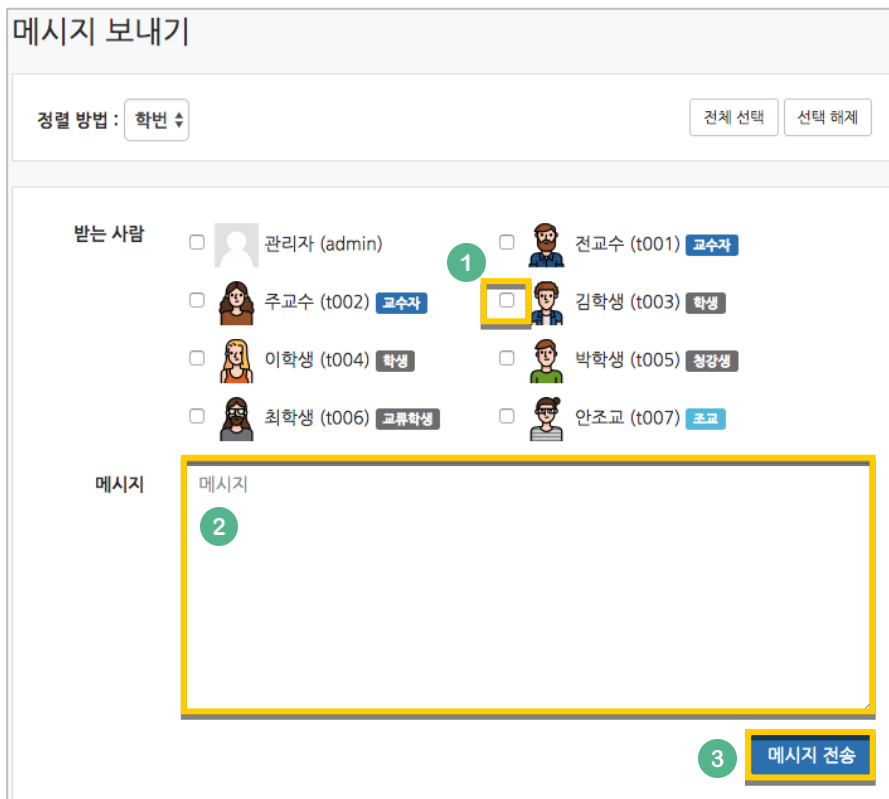 메시지 보내기
정렬 방법 : 학번 전체 선택 선택 해제
받는 사람 관리자 (admin) 전교수 (t001) 교수자
1
주교수 (t002) 교수자 김학생 (t003) 학생
이학생 (t004) 학생 박학생 (t005) 청강생
최학생 (t006) 교류학생 안조교 (t007) 조교
메시지 메시지
2
3 메시지 전송